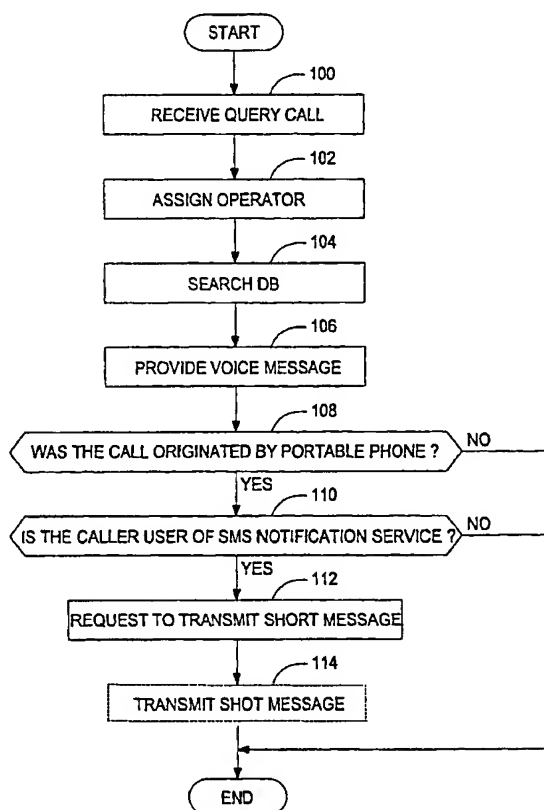 START
100
RECEIVE QUERY CALL
102
ASSIGN OPERATOR
104
SEARCH DB
106
PROVIDE VOICE MESSAGE
108
WAS THE CALL ORIGINATED BY PORTABLE PHONE ?
NO
YES
110
IS THE CALLER USER OF SMS NOTIFICATION SERVICE ?
NO
YES
112
REQUEST TO TRANSMIT SHORT MESSAGE
114
TRANSMIT SHOT MESSAGE
END